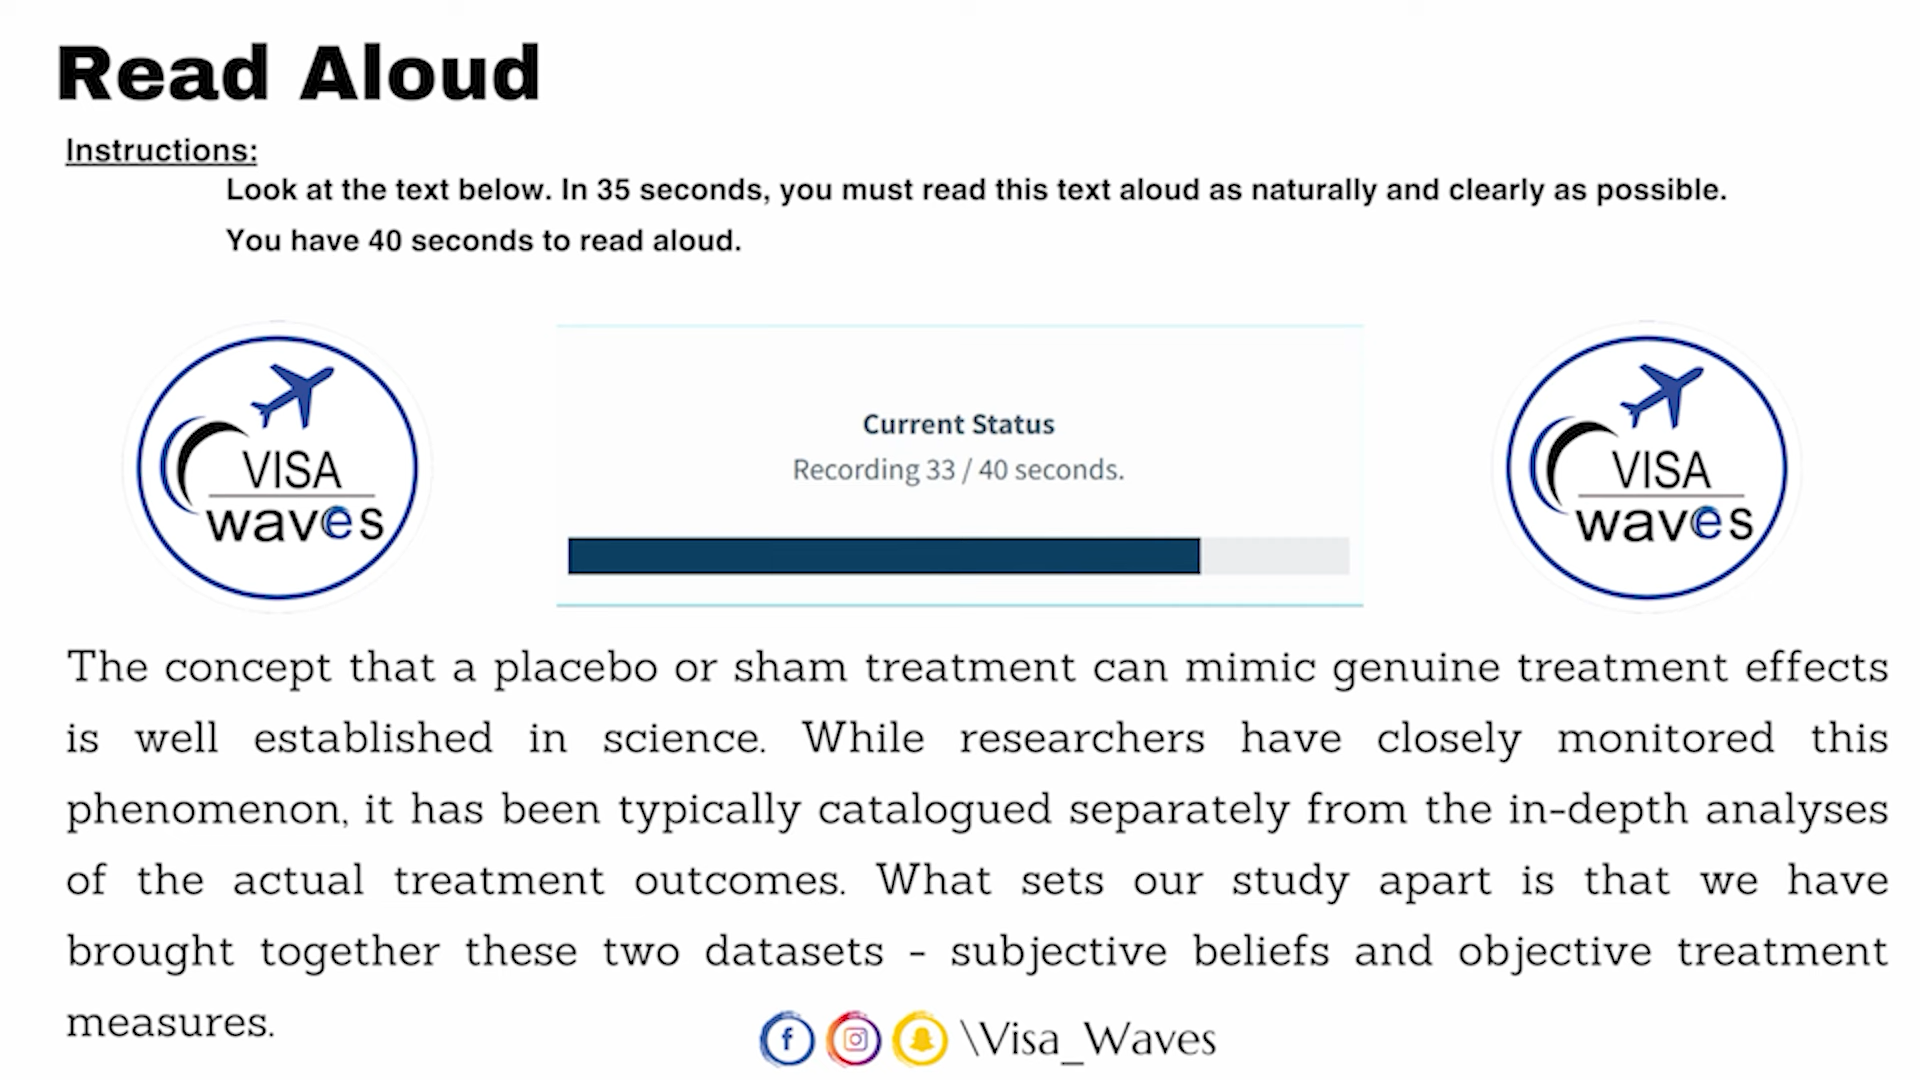 Read Aloud
Instructions:
Look at the text below. In 35 seconds, you must read this text aloud as naturally and clearly as possible.
You have 40 seconds to read aloud.
VISA
waves
Current Status
Recording 33 / 40 seconds.
VISA
waves
The concept that a placebo or sham treatment can mimic genuine treatment effects
is well established in science. While researchers have closely monitored this
phenomenon, it has been typically catalogued separately from the in-depth analyses
of the actual treatment outcomes. What sets our study apart is that we have
brought together these two datasets - subjective beliefs and objective treatment
measures.
\Visa_Waves